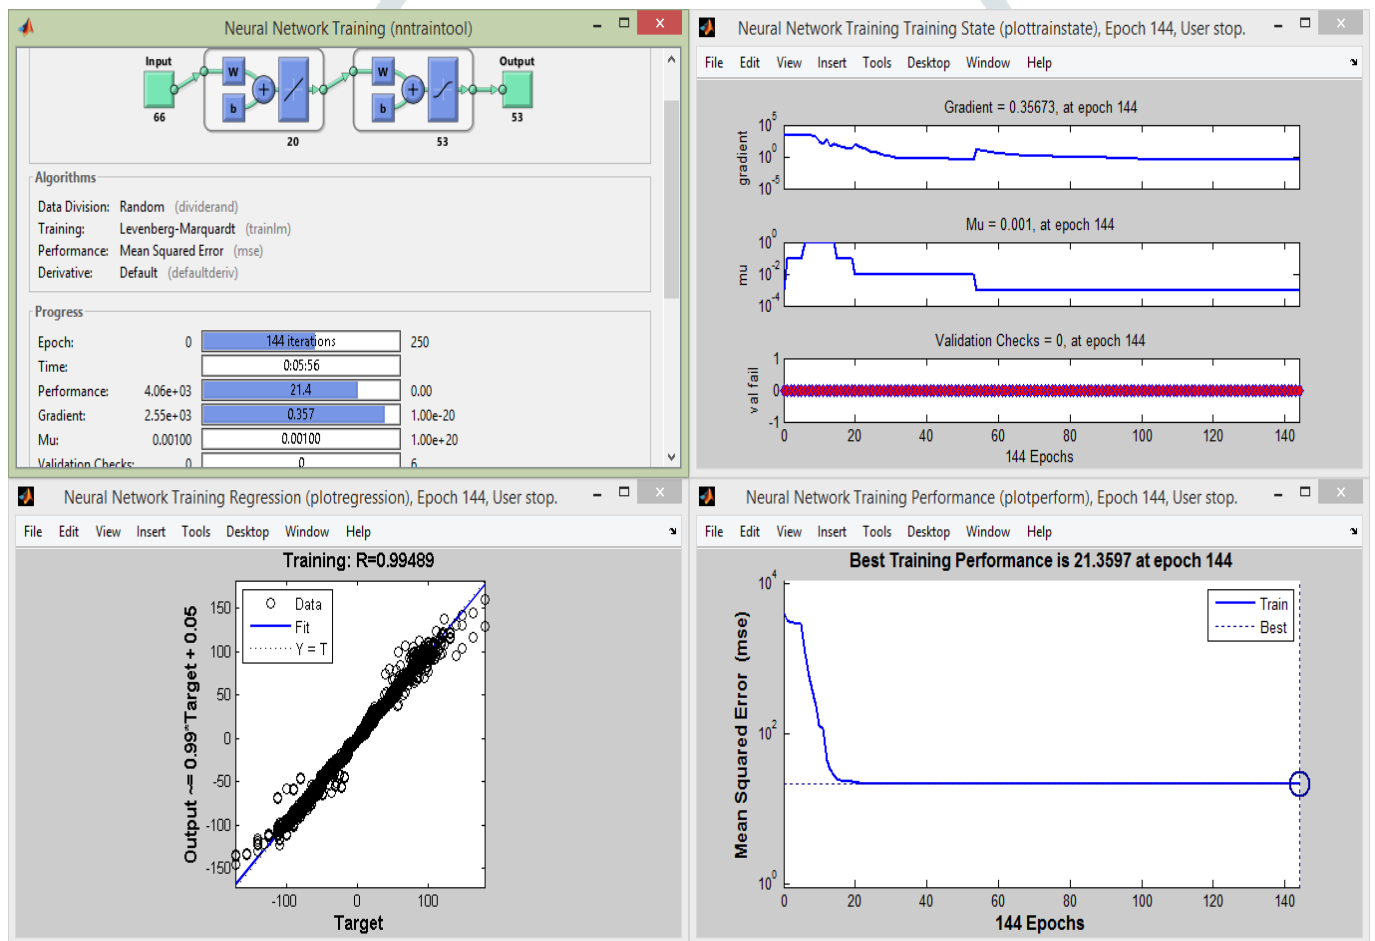 Neural Network Training (nntraintool)
Input
W
b
+
20
W
b
+
53
Output
66
53
Algorithms
Data Division: Random (dividerand)
Training: Levenberg-Marquardt (trainlm)
Performance: Mean Squared Error (mse)
Derivative: Default (defaultderiv)
Progress
Epoch: 0 144 iterations 250
Time: 0:05:56
Performance: 4.06e+03 21.4 0.00
Gradient: 2.55e+03 0.357 1.00e-20
Mu: 0.00100 0.00100 1.00e+20
Validation Checks: 0 0 6
Neural Network Training Training State (plottrainstate), Epoch 144, User stop.
File Edit View Insert Tools Desktop Window Help
Gradient = 0.35673, at epoch 144
gradient
10^5
10^0
10^-5
Mu = 0.001, at epoch 144
mu
10^0
10^-2
10^-4
Validation Checks = 0, at epoch 144
val fail
1
0
-1
0 20 40 60 80 100 120 140
144 Epochs
Neural Network Training Regression (plotregression), Epoch 144, User stop.
File Edit View Insert Tools Desktop Window Help
Training: R=0.99489
Output ~= 0.99*Target + 0.05
Data
Fit
Y = T
150
100
50
0
-50
-100
-150
-100 0 100
Target
Neural Network Training Performance (plotperform), Epoch 144, User stop.
File Edit View Insert Tools Desktop Window Help
Best Training Performance is 21.3597 at epoch 144
Mean Squared Error (mse)
Train
Best
10^4
10^2
10^0
0 20 40 60 80 100 120 140
144 Epochs